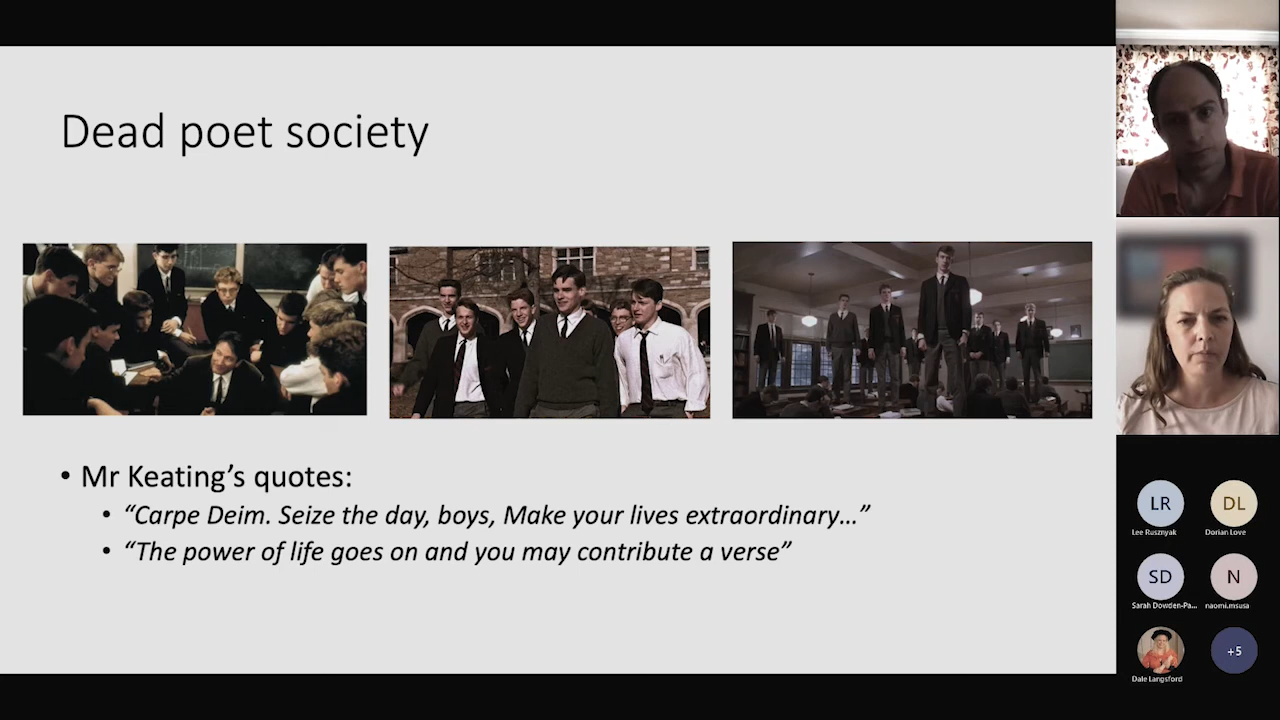 Dead poet society
• Mr Keating’s quotes:
• “Carpe Deim. Seize the day, boys, Make your lives extraordinary…”
• “The power of life goes on and you may contribute a verse”
LR
DL
Lee Rusznyak
Dorian Love
SD
N
Sarah Dowden-Pa...
naomi.msusa
+5
Dale Langsford